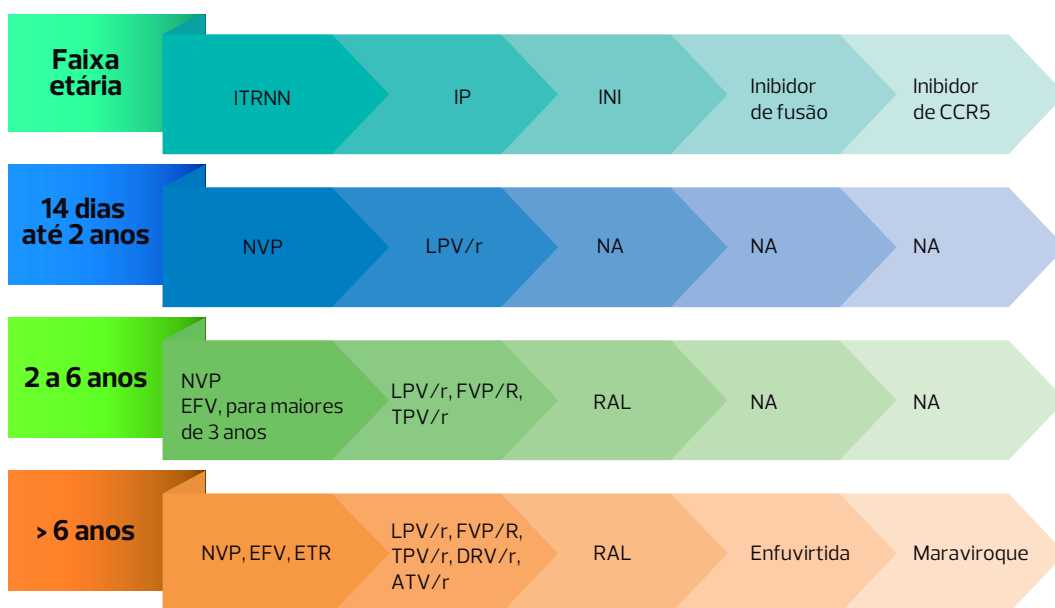 Faixa
etária
ITRNN
IP
INI
Inibidor
de fusão
Inibidor
de CCR5
14 dias
até 2 anos
NVP
LPV/r
NA
NA
NA
2 a 6 anos
NVP
EFV, para maiores
de 3 anos
LPV/r, FVP/R,
TPV/r
RAL
NA
NA
> 6 anos
NVP, EFV, ETR
LPV/r, FVP/R,
TPV/r, DRV/r,
ATV/r
RAL
Enfuvirtida
Maraviroque